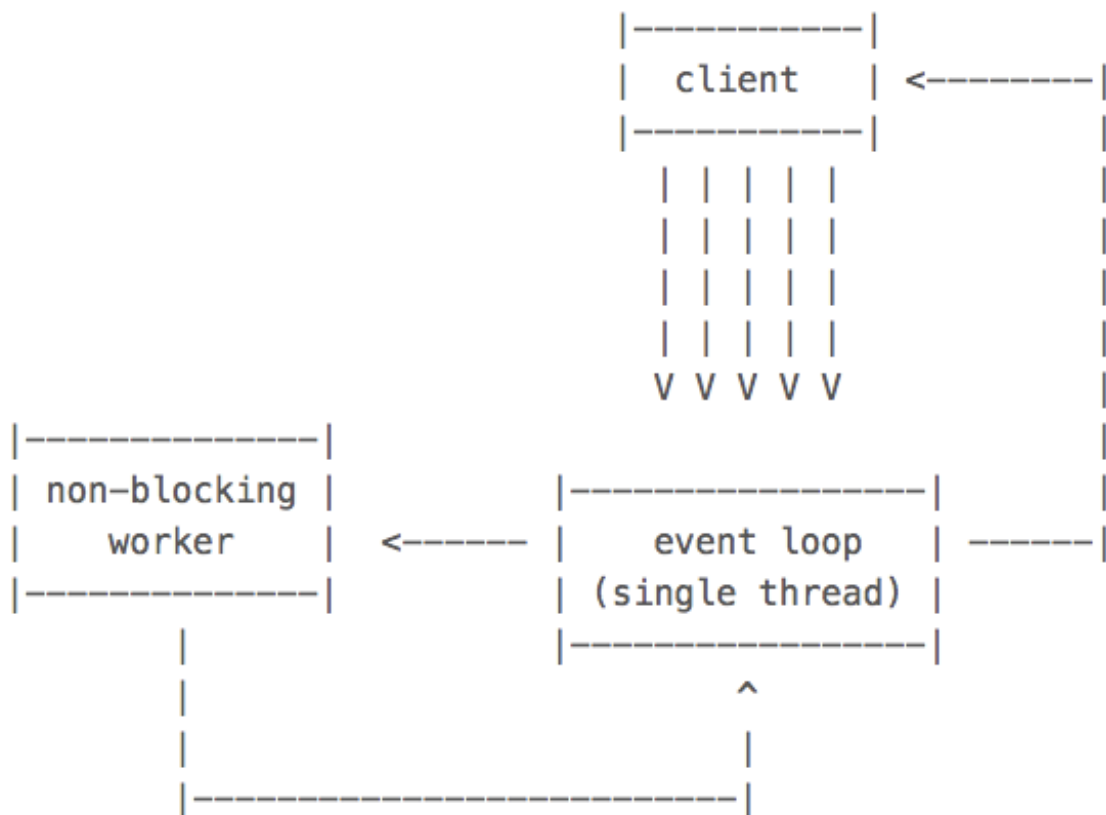 client
non-blocking
worker
event loop
(single thread)